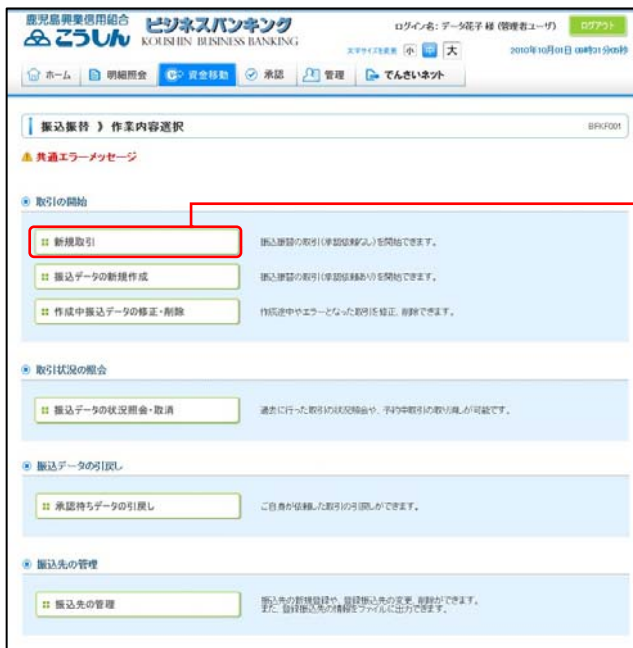 鹿児島興業信用組合
こうしん
ビジネスバンキング
KOUSHIN BUSINESS BANKING
ログイン名：データ花子 様 (管理者ユーザ)
ログアウト
文字サイズを変更 小 中 大
2010年10月01日 00時31分05秒
ホーム 明細照会 資金移動 承認 管理 でんさいネット
振込振替 》 作業内容選択
BFKF001
共通エラーメッセージ
取引の開始
新規取引
振込振替の取引(承認依頼なし)を開始できます。
振込データの新規作成
振込振替の取引(承認依頼あり)を開始できます。
作成中振込データの修正・削除
作成途中やエラーとなった取引を修正、削除できます。
取引状況の照会
振込データの状況照会・取消
過去に行った取引の状況照会や、予約中取引の取り消しが可能です。
振込データの引戻し
承認待ちデータの引戻し
ご自身が依頼した取引の引戻しができます。
振込先の管理
振込先の管理
振込先の新規登録や、登録振込先の変更、削除ができます。
また、登録振込先の情報をファイルに出力できます。